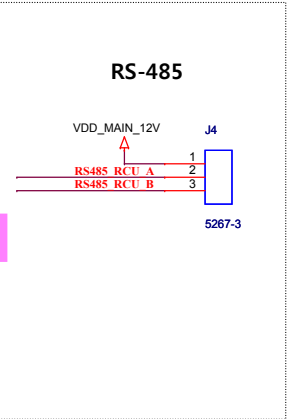 RS-485
VDD_MAIN_12V
J4
1
RS485_RCU_A 2
RS485_RCU_B 3
5267-3